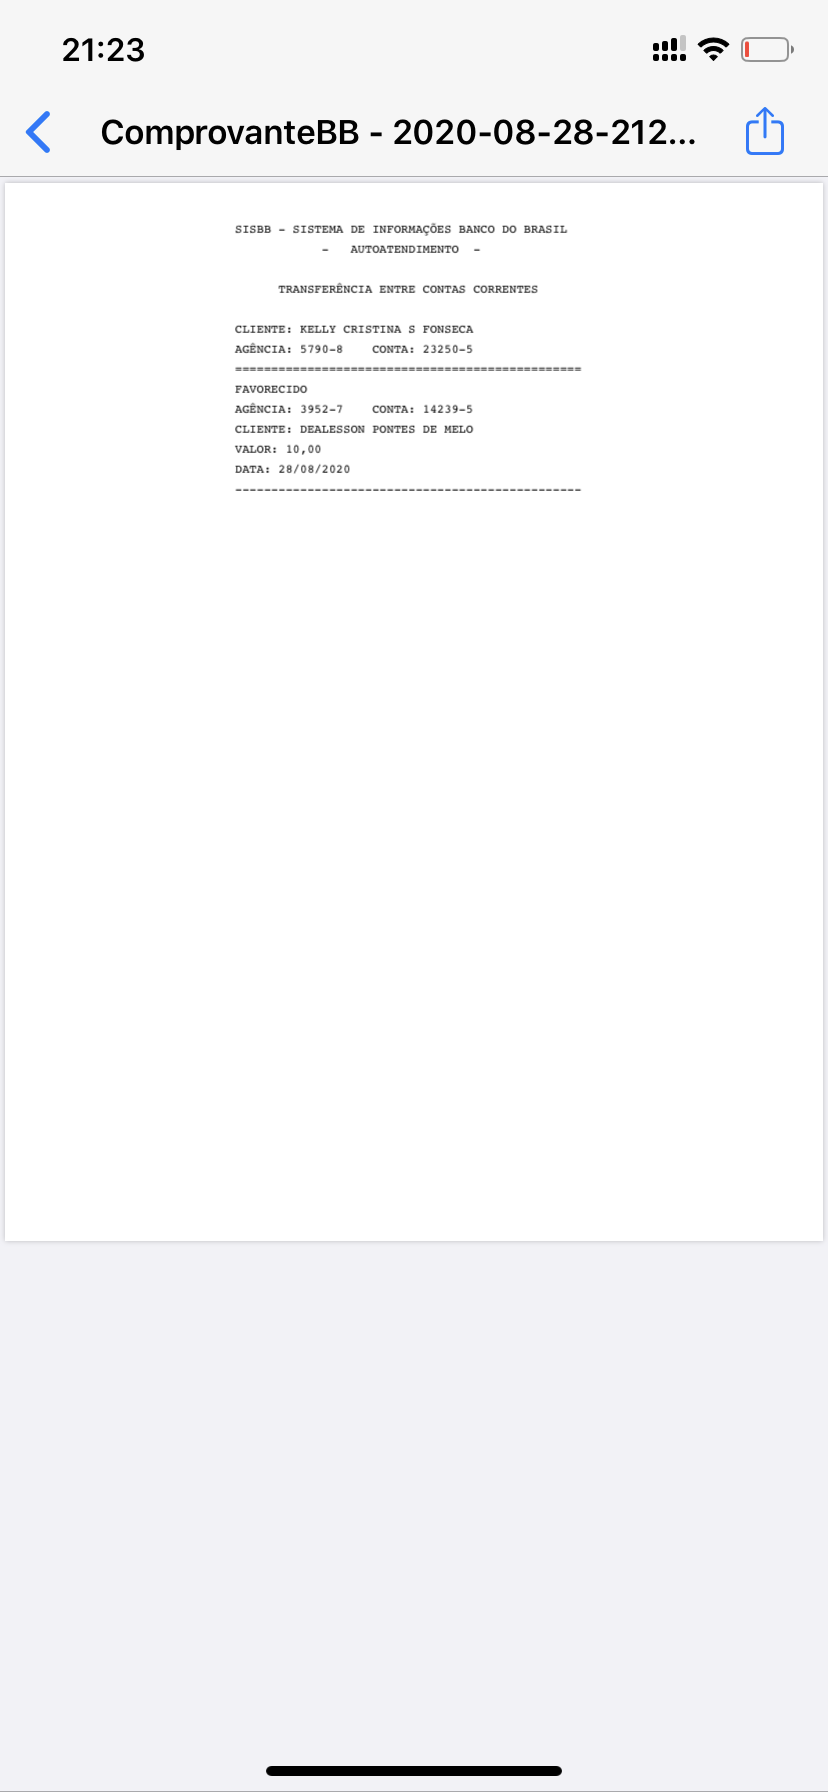 21:23
ComprovanteBB - 2020-08-28-212...
SISBB - SISTEMA DE INFORMAÇÕES BANCO DO BRASIL
- AUTOATENDIMENTO -
TRANSFERÊNCIA ENTRE CONTAS CORRENTES
CLIENTE: KELLY CRISTINA S FONSECA
AGÊNCIA: 5790-8 CONTA: 23250-5
================================================
FAVORECIDO
AGÊNCIA: 3952-7 CONTA: 14239-5
CLIENTE: DEALESSON PONTES DE MELO
VALOR: 10,00
DATA: 28/08/2020
------------------------------------------------